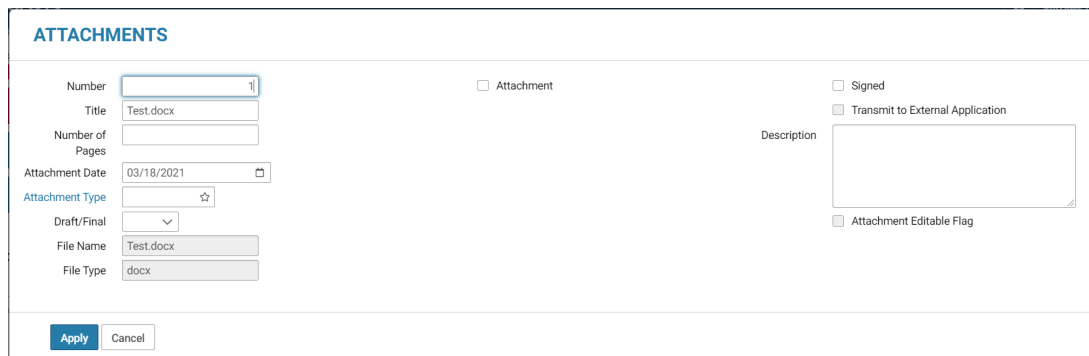 ATTACHMENTS
Number 1
Attachment
Signed
Title Test.docx
Transmit to External Application
Number of
Pages
Description
Attachment Date 03/18/2021
Attachment Type
Draft/Final
Attachment Editable Flag
File Name Test.docx
File Type docx
Apply Cancel